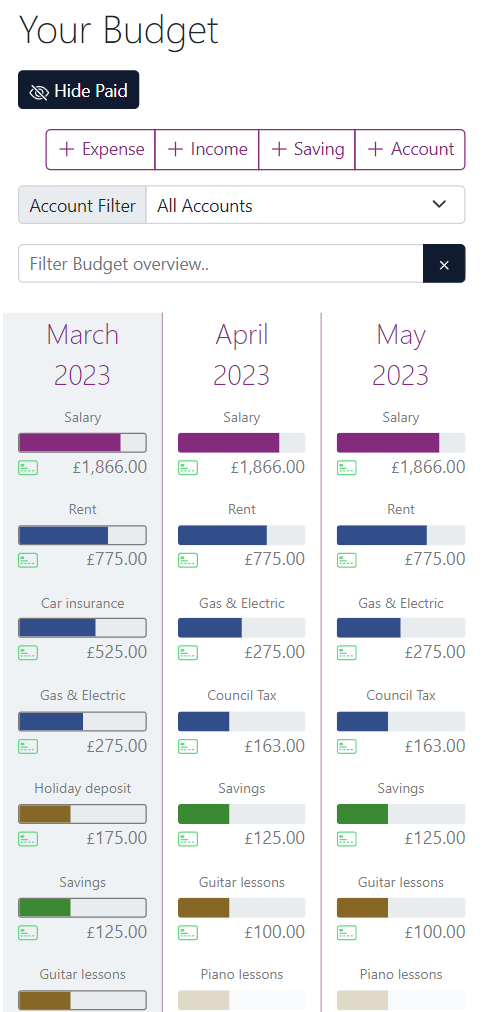 Your Budget
Hide Paid
Expense Income Saving Account
Account Filter All Accounts
Filter Budget overview..
March 2023
Salary
£1,866.00
Rent
£775.00
Car insurance
£525.00
Gas & Electric
£275.00
Holiday deposit
£175.00
Savings
£125.00
Guitar lessons
April 2023
Salary
£1,866.00
Rent
£775.00
Gas & Electric
£275.00
Council Tax
£163.00
Savings
£125.00
Guitar lessons
£100.00
Piano lessons
May 2023
Salary
£1,866.00
Rent
£775.00
Gas & Electric
£275.00
Council Tax
£163.00
Savings
£125.00
Guitar lessons
£100.00
Piano lessons